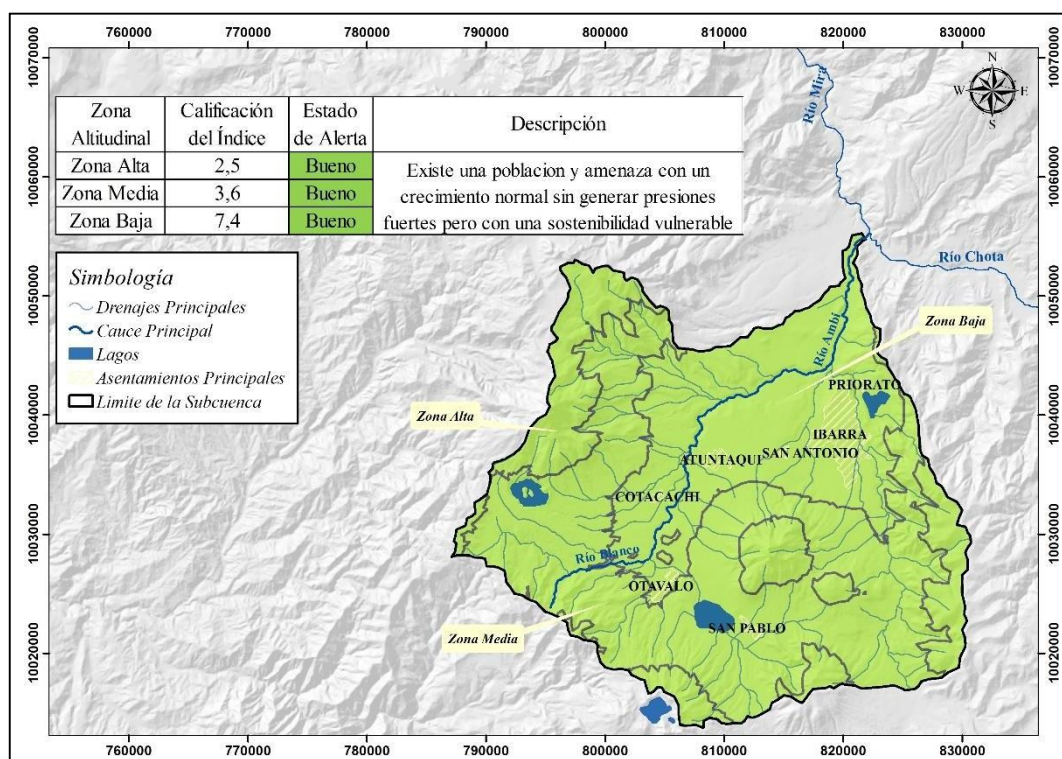 760000 770000 780000 790000 800000 810000 820000 830000
10070000 10060000 10050000 10040000 10030000 10020000
10070000 10060000 10050000 10040000 10030000 10020000
N
W E
S
Zona Altitudinal Calificación del Índice Estado de Alerta Descripción
Zona Alta 2,5 Bueno
Zona Media 3,6 Bueno
Zona Baja 7,4 Bueno
Existe una poblacion y amenaza con un
crecimiento normal sin generar presiones
fuertes pero con una sostenibilidad vulnerable
Simbología
Drenajes Principales
Cauce Principal
Lagos
Asentamientos Principales
Limite de la Subcuenca
Río Mira
Río Chota
Río Ambi
Zona Baja
PRIORATO
Zona Alta
IBARRA
SAN ANTONIO
ATUNTAQUI
COTACACHI
Río Blanco
OTAVALO
SAN PABLO
Zona Media
760000 770000 780000 790000 800000 810000 820000 830000